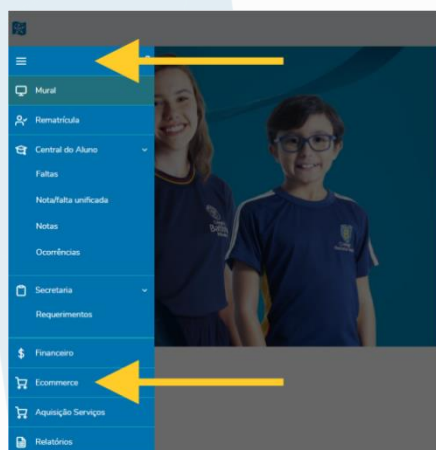 Mural
Rematrícula
Central do Aluno
Faltas
Nota/falta unificada
Notas
Ocorrências
Secretaria
Requerimentos
Financeiro
Ecommerce
Aquisição Serviços
Relatórios